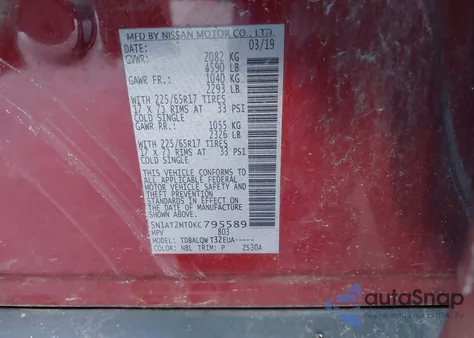 MFD BY NISSAN MOTOR CO., LTD.
DATE: 03/19
GVWR: 2082 KG
4590 LB
GAWR FR.: 1040 KG
2293 LB
WITH 225/65R17 TIRES
17 X 7J RIMS AT 33 PSI
COLD SINGLE
GAWR RR.: 1055 KG
2326 LB
WITH 225/65R17 TIRES
17 X 7J RIMS AT 33 PSI
COLD SINGLE
THIS VEHICLE CONFORMS TO
ALL APPLICABLE FEDERAL
MOTOR VEHICLE SAFETY AND
THEFT PREVENTION
STANDARDS IN EFFECT ON
THE DATE OF MANUFACTURE
SHOWN ABOVE.
5N1AT2MT0KC795589
MPV 803
MODEL: TDBALQW T32EUA-----
COLOR: NBL TRIM: P ZS30A
autoSnap